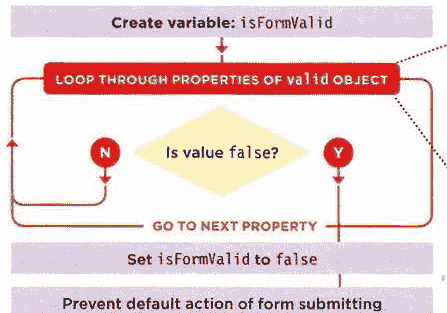 Create variable: isFormValid
LOOP THROUGH PROPERTIES OF valid OBJECT
N
Is value false?
Y
GO TO NEXT PROPERTY
Set isFormValid to false
Prevent default action of form submitting